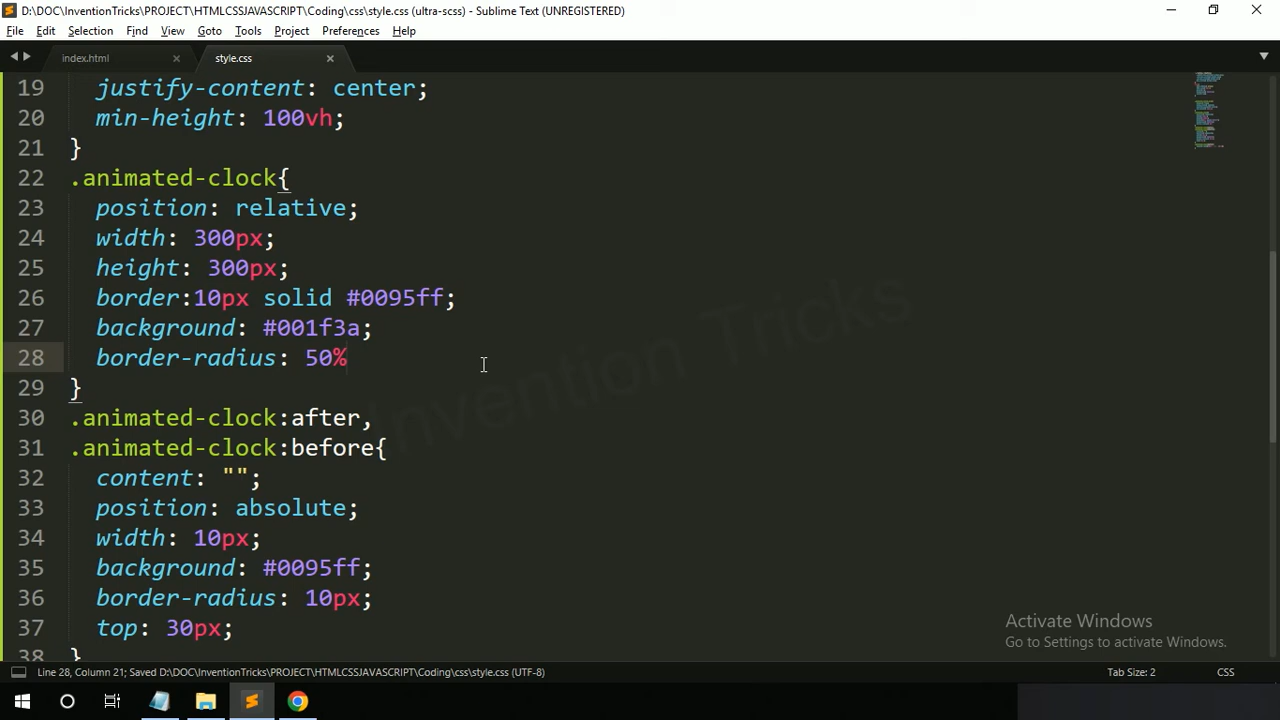 D:\DOC\InventionTricks\PROJECT\HTMLCSSJAVASCRIPT\Coding\css\style.css (ultra-scss) - Sublime Text (UNREGISTERED)
File Edit Selection Find View Goto Tools Project Preferences Help
index.html × style.css ×
19 justify-content: center;
20 min-height: 100vh;
21 }
22 .animated-clock{
23 position: relative;
24 width: 300px;
25 height: 300px;
26 border:10px solid #0095ff;
27 background: #001f3a;
28 border-radius: 50%
29 }
30 .animated-clock:after,
31 .animated-clock:before{
32 content: "";
33 position: absolute;
34 width: 10px;
35 background: #0095ff;
36 border-radius: 10px;
37 top: 30px;
38 }
Invention Tricks
Activate Windows
Go to Settings to activate Windows.
Line 28, Column 21; Saved D:\DOC\InventionTricks\PROJECT\HTMLCSSJAVASCRIPT\Coding\css\style.css (UTF-8) Tab Size: 2 CSS